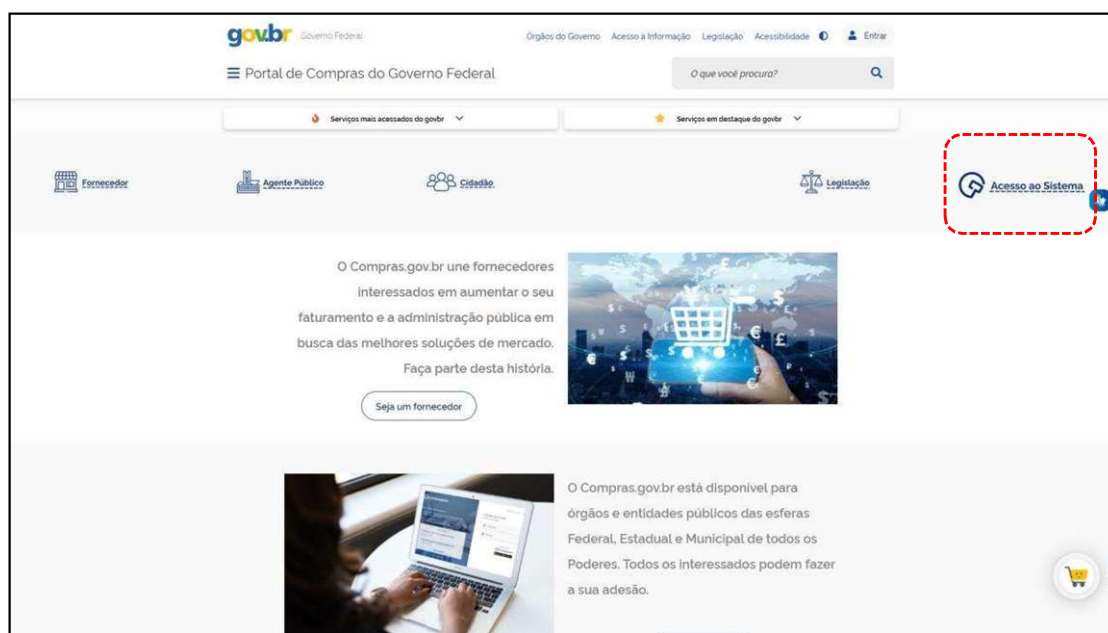 gov.br Governo Federal
Órgãos do Governo Acesso à Informação Legislação Acessibilidade Entrar
Portal de Compras do Governo Federal
O que você procura?
Serviços mais acessados do govbr
Serviços em destaque do govbr
Fornecedor
Agente Público
Cidadão
Legislação
Acesso ao Sistema
O Compras.gov.br une fornecedores
interessados em aumentar o seu
faturamento e a administração pública em
busca das melhores soluções de mercado.
Faça parte desta história.
Seja um fornecedor
O Compras.gov.br está disponível para
órgãos e entidades públicos das esferas
Federal, Estadual e Municipal de todos os
Poderes. Todos os interessados podem fazer
a sua adesão.